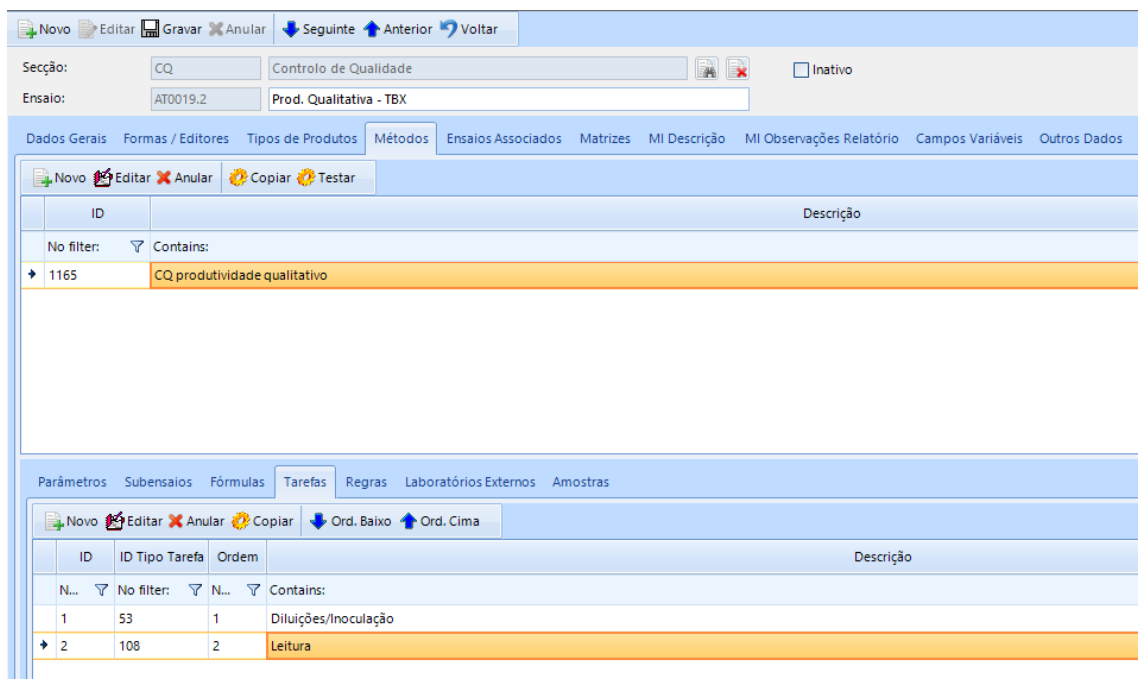 Novo Editar Gravar Anular Seguinte Anterior Voltar
Secção: CQ Controlo de Qualidade Inativo
Ensaio: AT0019.2 Prod. Qualitativa - TBX
Dados Gerais Formas / Editores Tipos de Produtos Métodos Ensaios Associados Matrizes MI Descrição MI Observações Relatório Campos Variáveis Outros Dados
Novo Editar Anular Copiar Testar
ID Descrição
No filter: Contains:
1165 CQ produtividade qualitativo
Parâmetros Subensaios Fórmulas Tarefas Regras Laboratórios Externos Amostras
Novo Editar Anular Copiar Ord. Baixo Ord. Cima
ID ID Tipo Tarefa Ordem Descrição
N... No filter: N... Contains:
1 53 1 Diluições/Inoculação
2 108 2 Leitura